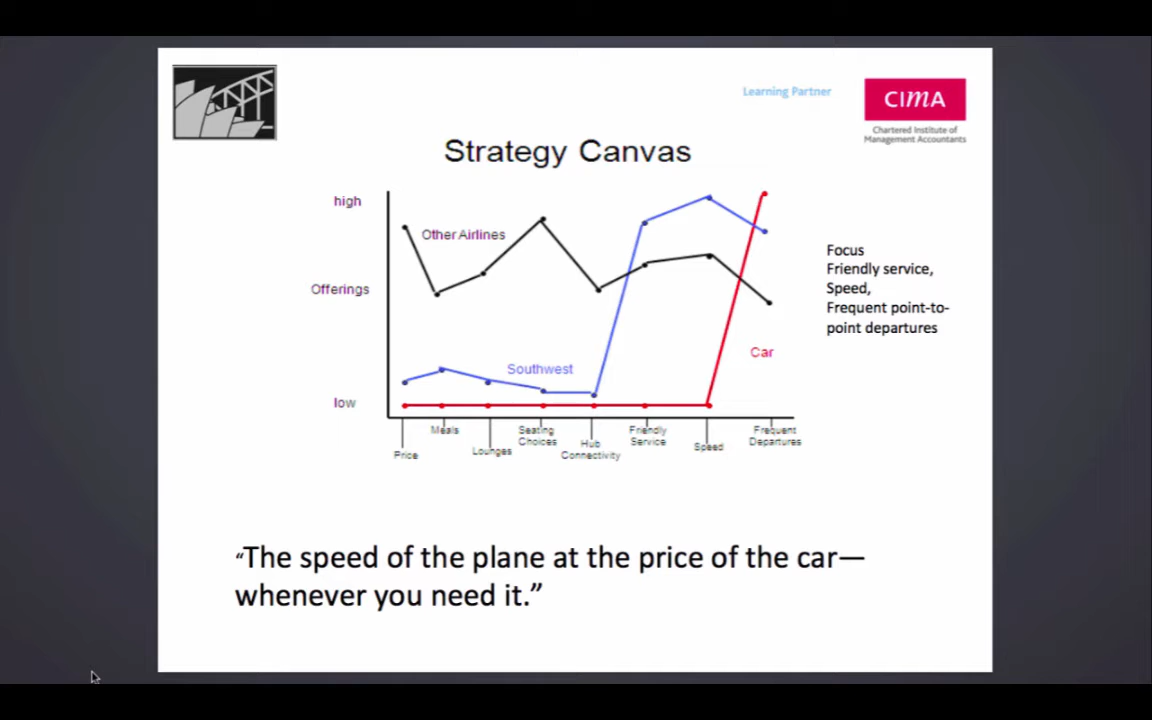 Learning Partner
CIMA
Chartered Institute of
Management Accountants
Strategy Canvas
high
Other Airlines
Offerings
Southwest
Car
low
Focus
Friendly service,
Speed,
Frequent point-to-
point departures
Price
Meals
Lounges
Seating
Choices
Hub
Connectivity
Friendly
Service
Speed
Frequent
Departures
“The speed of the plane at the price of the car—
whenever you need it.”